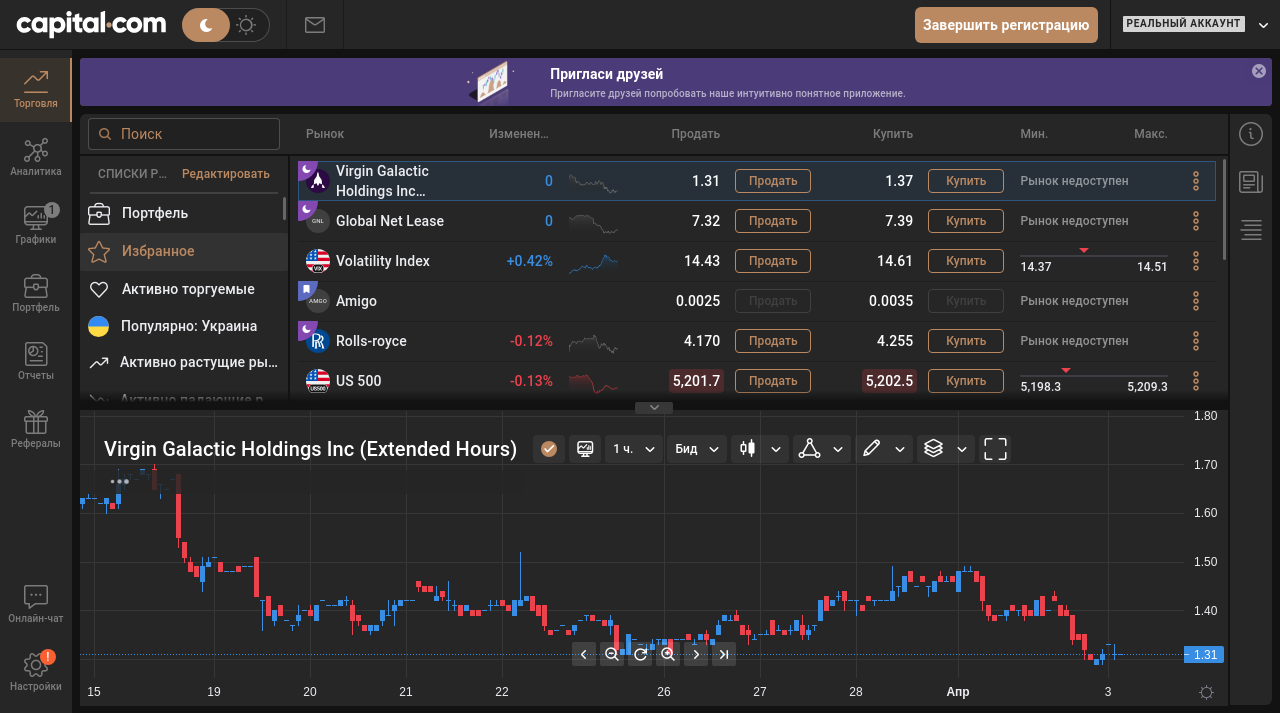 capital.com
Завершить регистрацию
РЕАЛЬНЫЙ АККАУНТ
Пригласи друзей
Пригласите друзей попробовать наше интуитивно понятное приложение.
Торговля
Аналитика
1
Графики
Портфель
Отчеты
Рефералы
Онлайн-чат
!
Настройки
Поиск
СПИСКИ Р... Редактировать
Портфель
Избранное
Активно торгуемые
Популярно: Украина
Активно растущие ры...
Активно падающие р
Рынок Изменен... Продать Купить Мин. Макс.
Virgin Galactic
Holdings Inc... 0 1.31 Продать 1.37 Купить Рынок недоступен
GNL Global Net Lease 0 7.32 Продать 7.39 Купить Рынок недоступен
VIX Volatility Index +0.42% 14.43 Продать 14.61 Купить 14.37 14.51
AMGO Amigo 0.0025 Продать 0.0035 Купить Рынок недоступен
Rolls-royce -0.12% 4.170 Продать 4.255 Купить Рынок недоступен
US500 US 500 -0.13% 5,201.7 Продать 5,202.5 Купить 5,198.3 5,209.3
Virgin Galactic Holdings Inc (Extended Hours) 1 ч. Бид
1.80
1.70
1.60
1.50
1.40
1.31
15 19 20 21 22 26 27 28 Апр 3